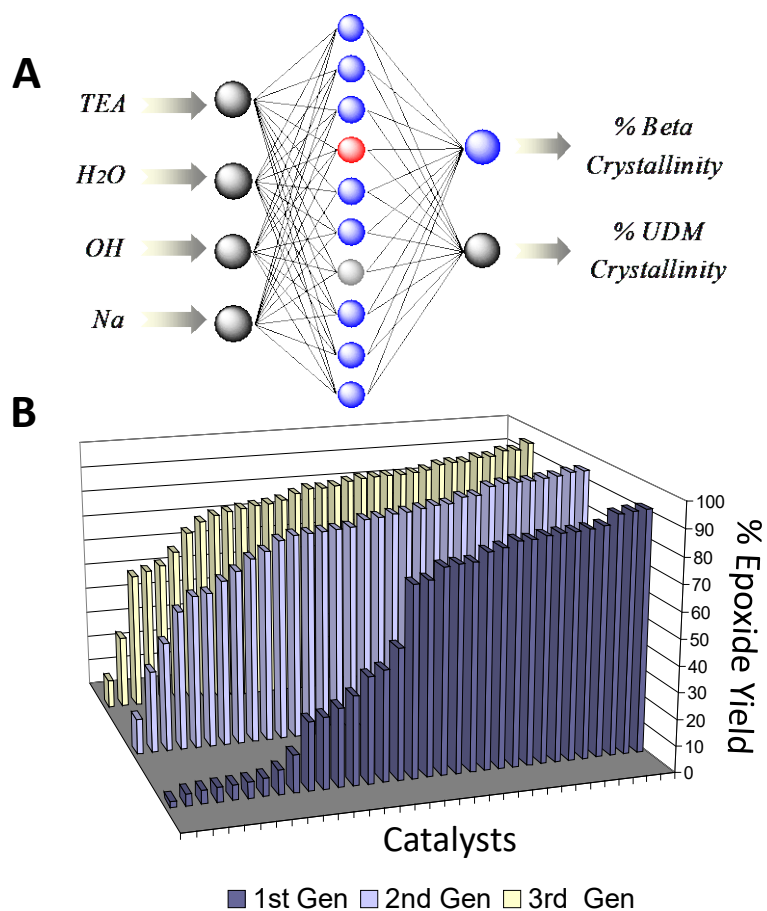 A
TEA
H2O
OH
Na
% Beta
Crystallinity
% UDM
Crystallinity
B
100
90
80
70
60
50
40
30
20
10
0
% Epoxide Yield
Catalysts
1st Gen 2nd Gen 3rd Gen